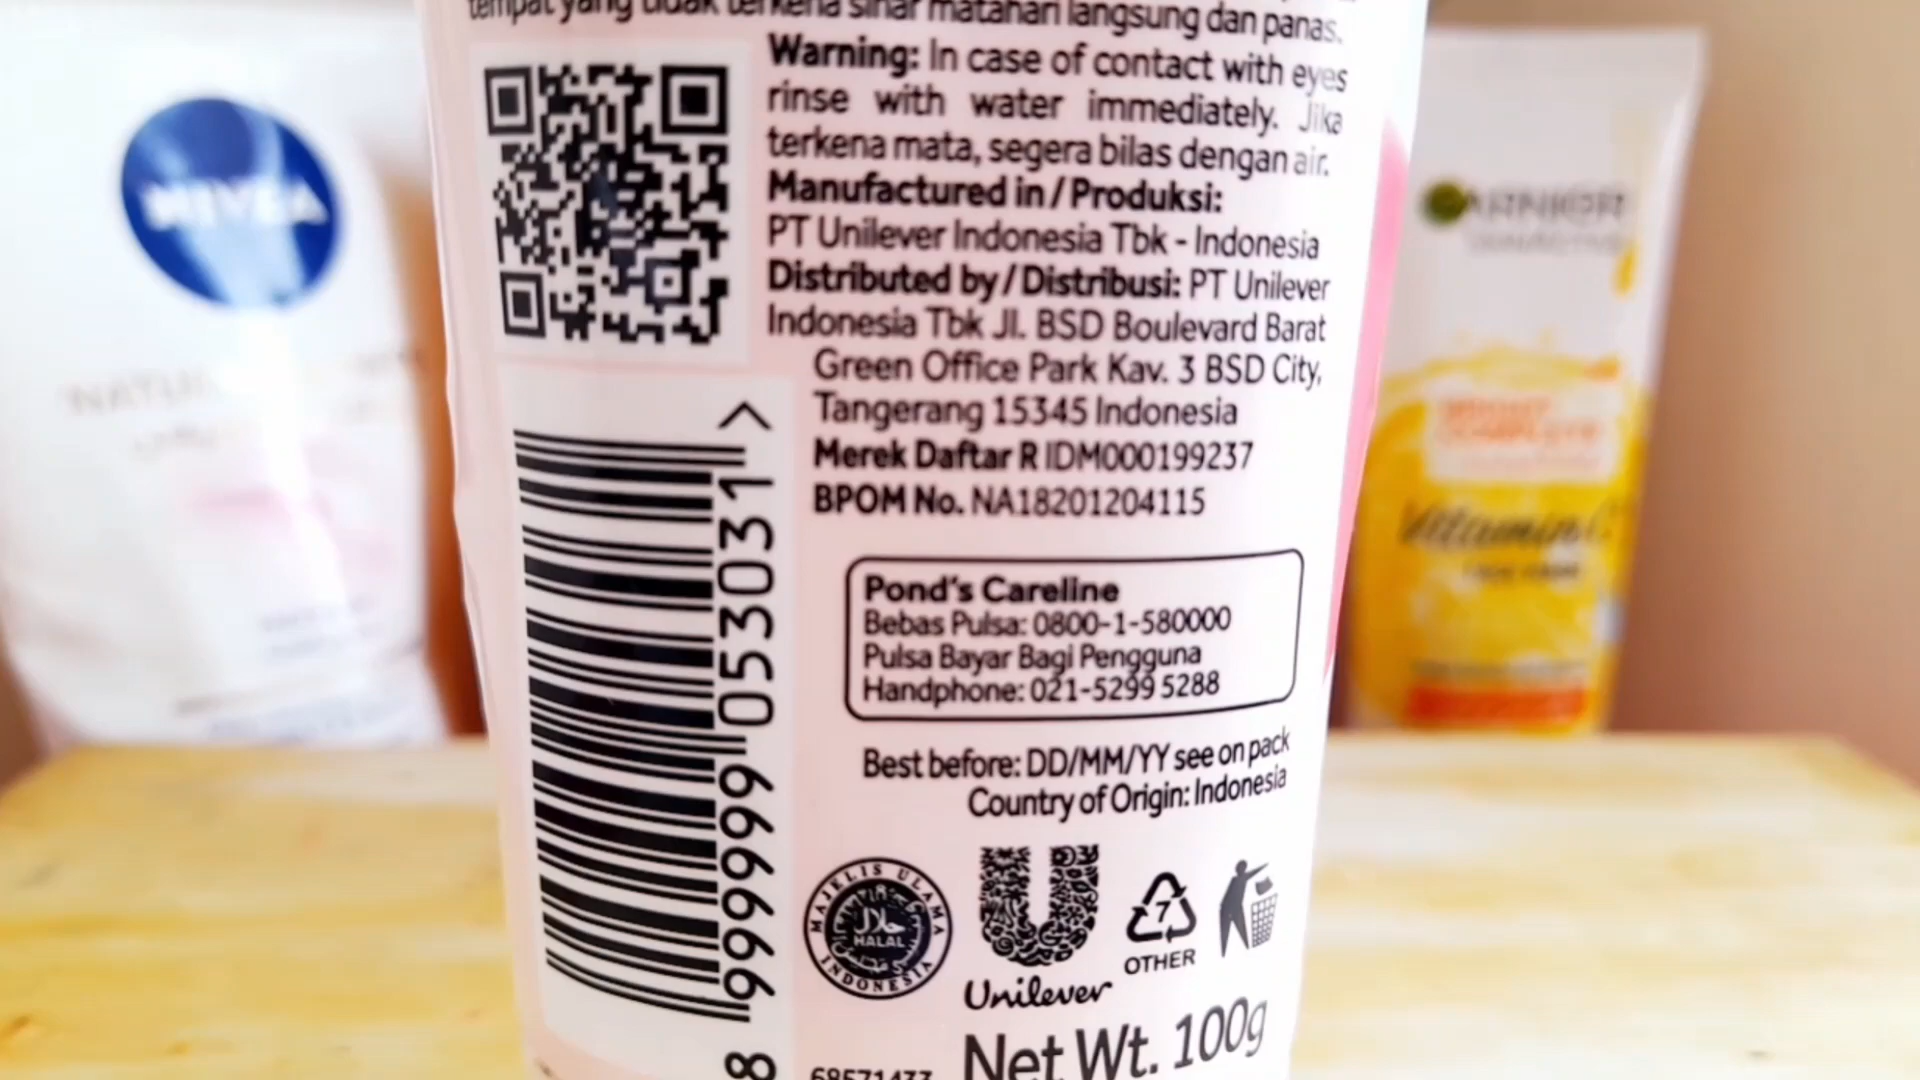 tempat yang tidak terkena sinar matahari langsung dan panas.
Warning: In case of contact with eyes
rinse with water immediately. Jika
terkena mata, segera bilas dengan air.
Manufactured in / Produksi:
PT Unilever Indonesia Tbk - Indonesia
Distributed by / Distribusi: PT Unilever
Indonesia Tbk Jl. BSD Boulevard Barat
Green Office Park Kav. 3 BSD City,
Tangerang 15345 Indonesia
Merek Daftar R IDM000199237
BPOM No. NA18201204115
Pond's Careline
Bebas Pulsa: 0800-1-580000
Pulsa Bayar Bagi Pengguna
Handphone: 021-5299 5288
Best before: DD/MM/YY see on pack
Country of Origin: Indonesia
8 999999 053031 >
MAJELIS ULAMA
HALAL
INDONESIA
Unilever
7
OTHER
Net Wt. 100g
NIVEA
GARNIER
Vitamin C